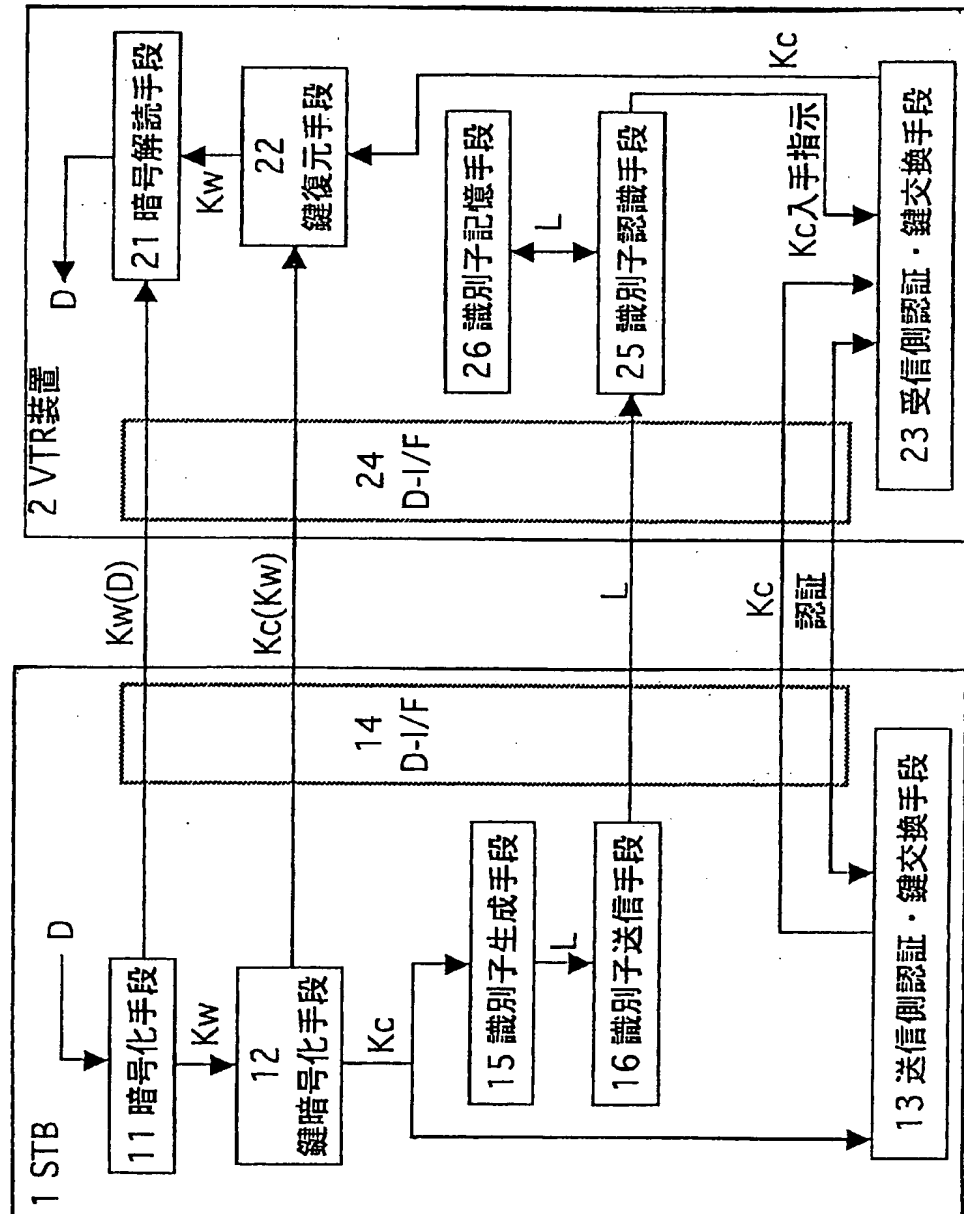 1 STB
D
11 暗号化手段
Kw
12
鍵暗号化手段
Kc
15 識別子生成手段
L
16 識別子送信手段
13 送信側認証・鍵交換手段
14
D-I/F
Kw(D)
Kc(Kw)
L
Kc
認証
2 VTR装置
24
D-I/F
D
21 暗号解読手段
Kw
22
鍵復元手段
26 識別子記憶手段
L
25 識別子認識手段
Kc入手指示
Kc
23 受信側認証・鍵交換手段